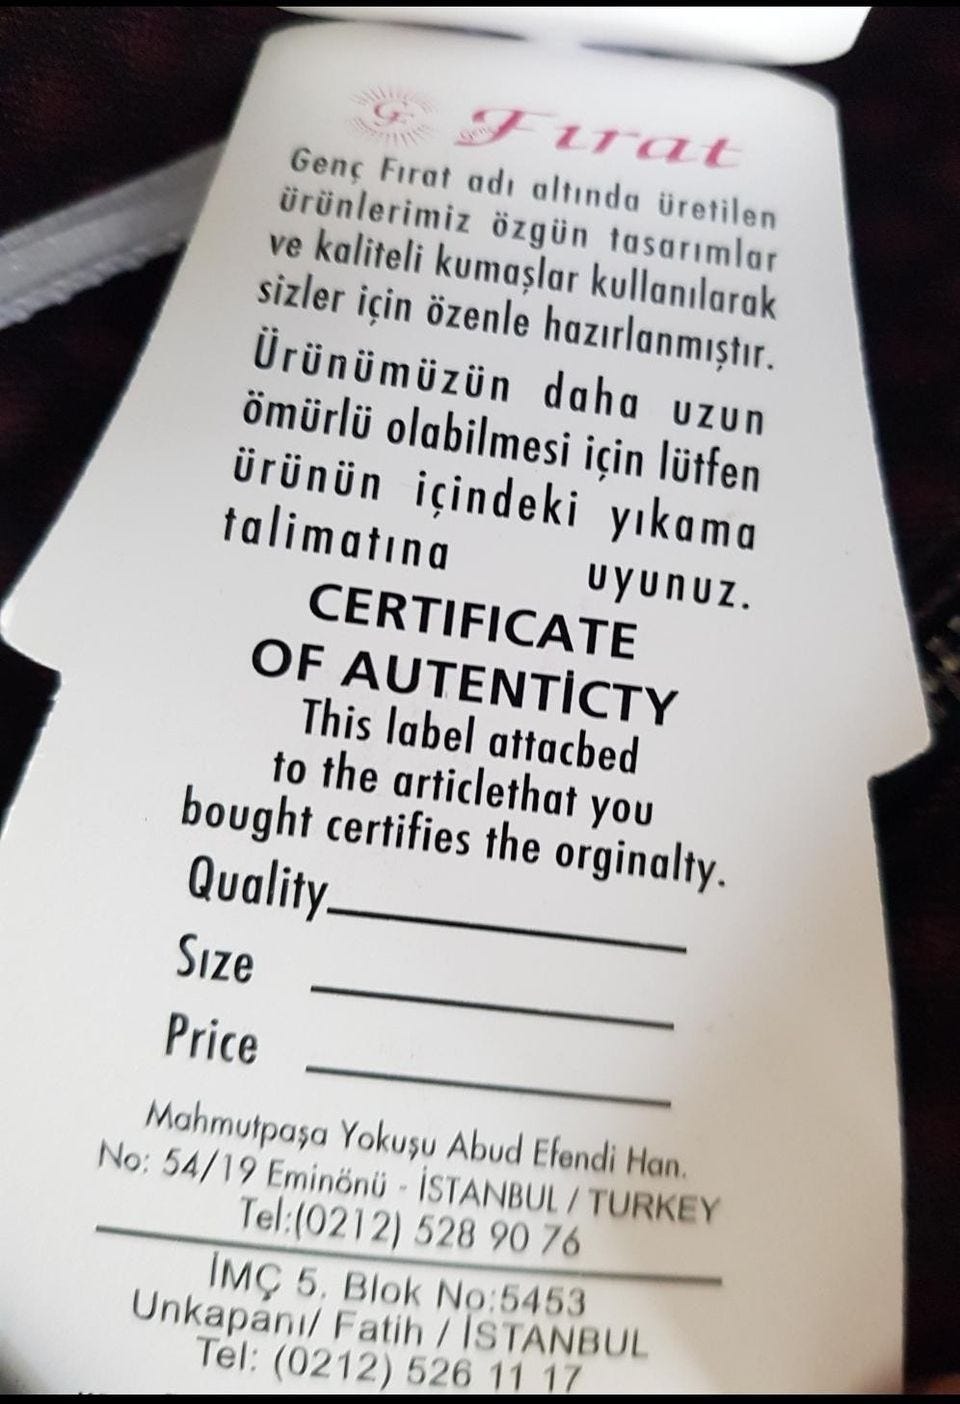 GF Genç Fırat
Genç Fırat adı altında üretilen
ürünlerimiz özgün tasarımlar
ve kaliteli kumaşlar kullanılarak
sizler için özenle hazırlanmıştır.
Ürünümüzün daha uzun
ömürlü olabilmesi için lütfen
ürünün içindeki yıkama
talimatına uyunuz.
CERTIFICATE
OF AUTENTİCTY
This label attacbed
to the articlethat you
bought certifies the orginalty.
Quality
Sıze
Price
Mahmutpaşa Yokuşu Abud Efendi Han.
No: 54/19 Eminönü - İSTANBUL / TURKEY
Tel:(0212) 528 90 76
İMÇ 5. Blok No:5453
Unkapanı/ Fatih / İSTANBUL
Tel: (0212) 526 11 17